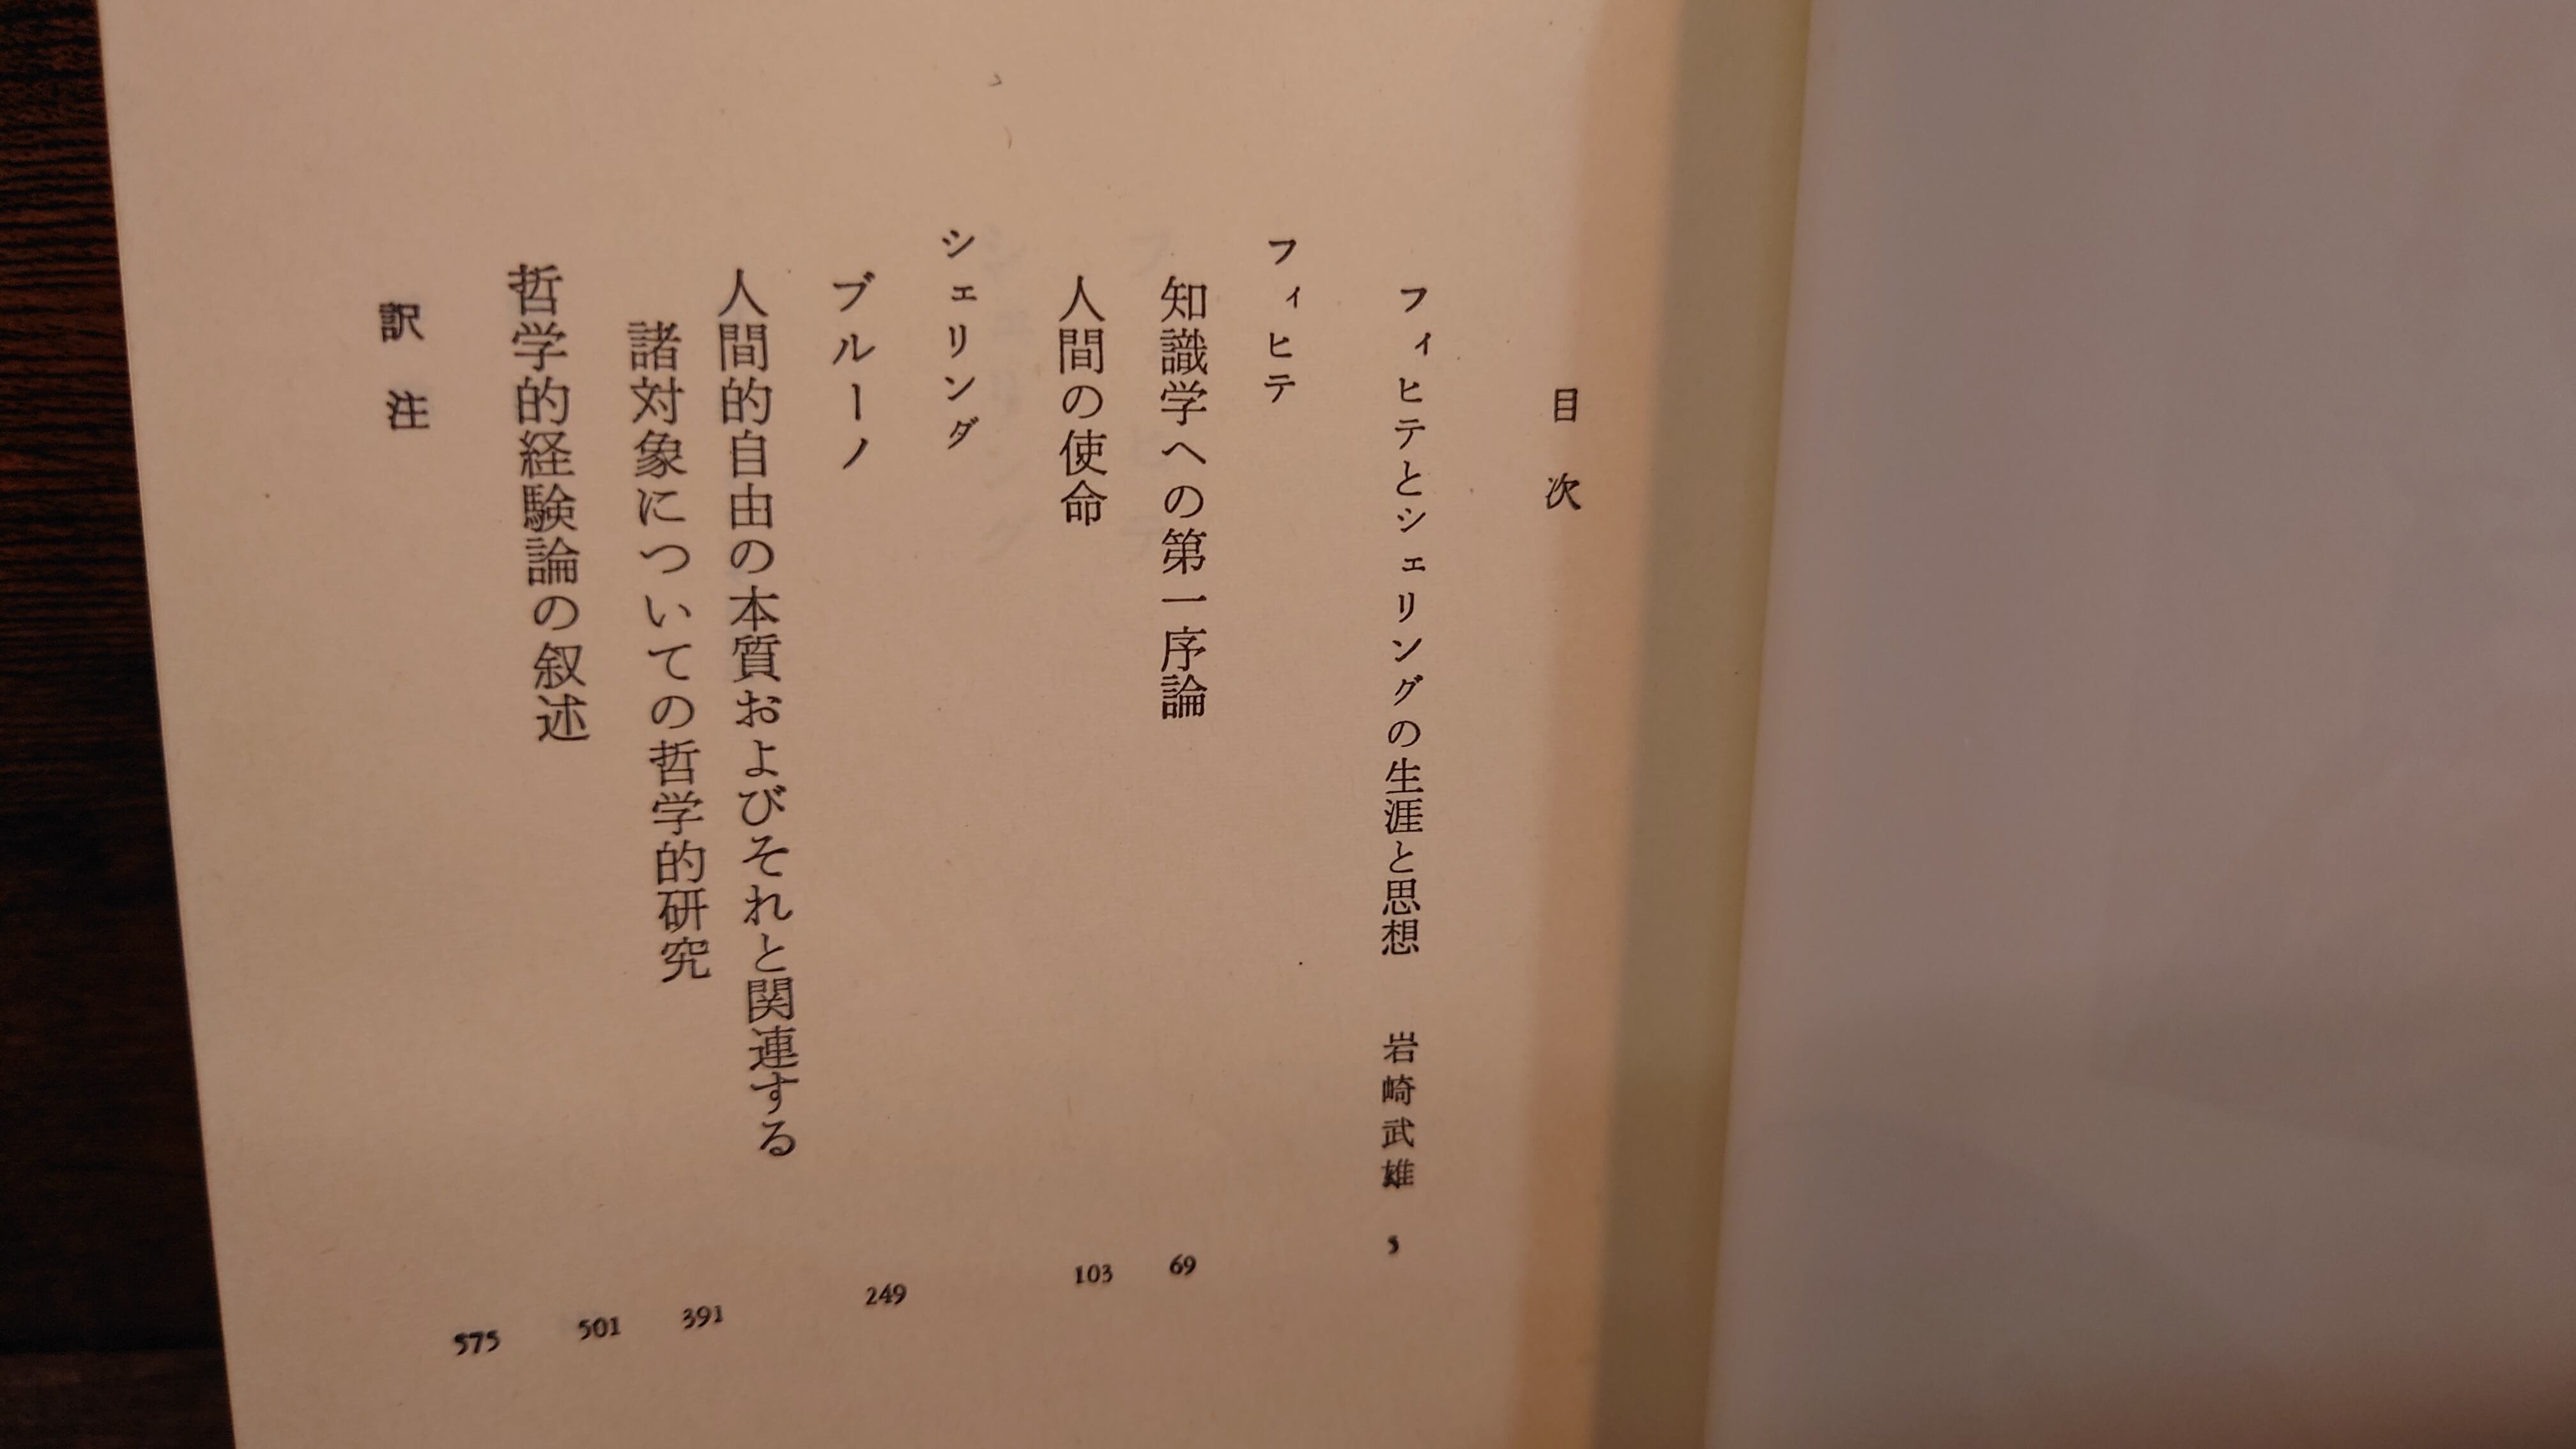 目次
フィヒテとシェリングの生涯と思想 岩崎武雄 5
フィヒテ
知識学への第一序論 69
人間の使命 103
シェリング
ブルーノ 249
人間的自由の本質およびそれと関連する
諸対象についての哲学的研究 391
哲学的経験論の叙述 501
訳注 575